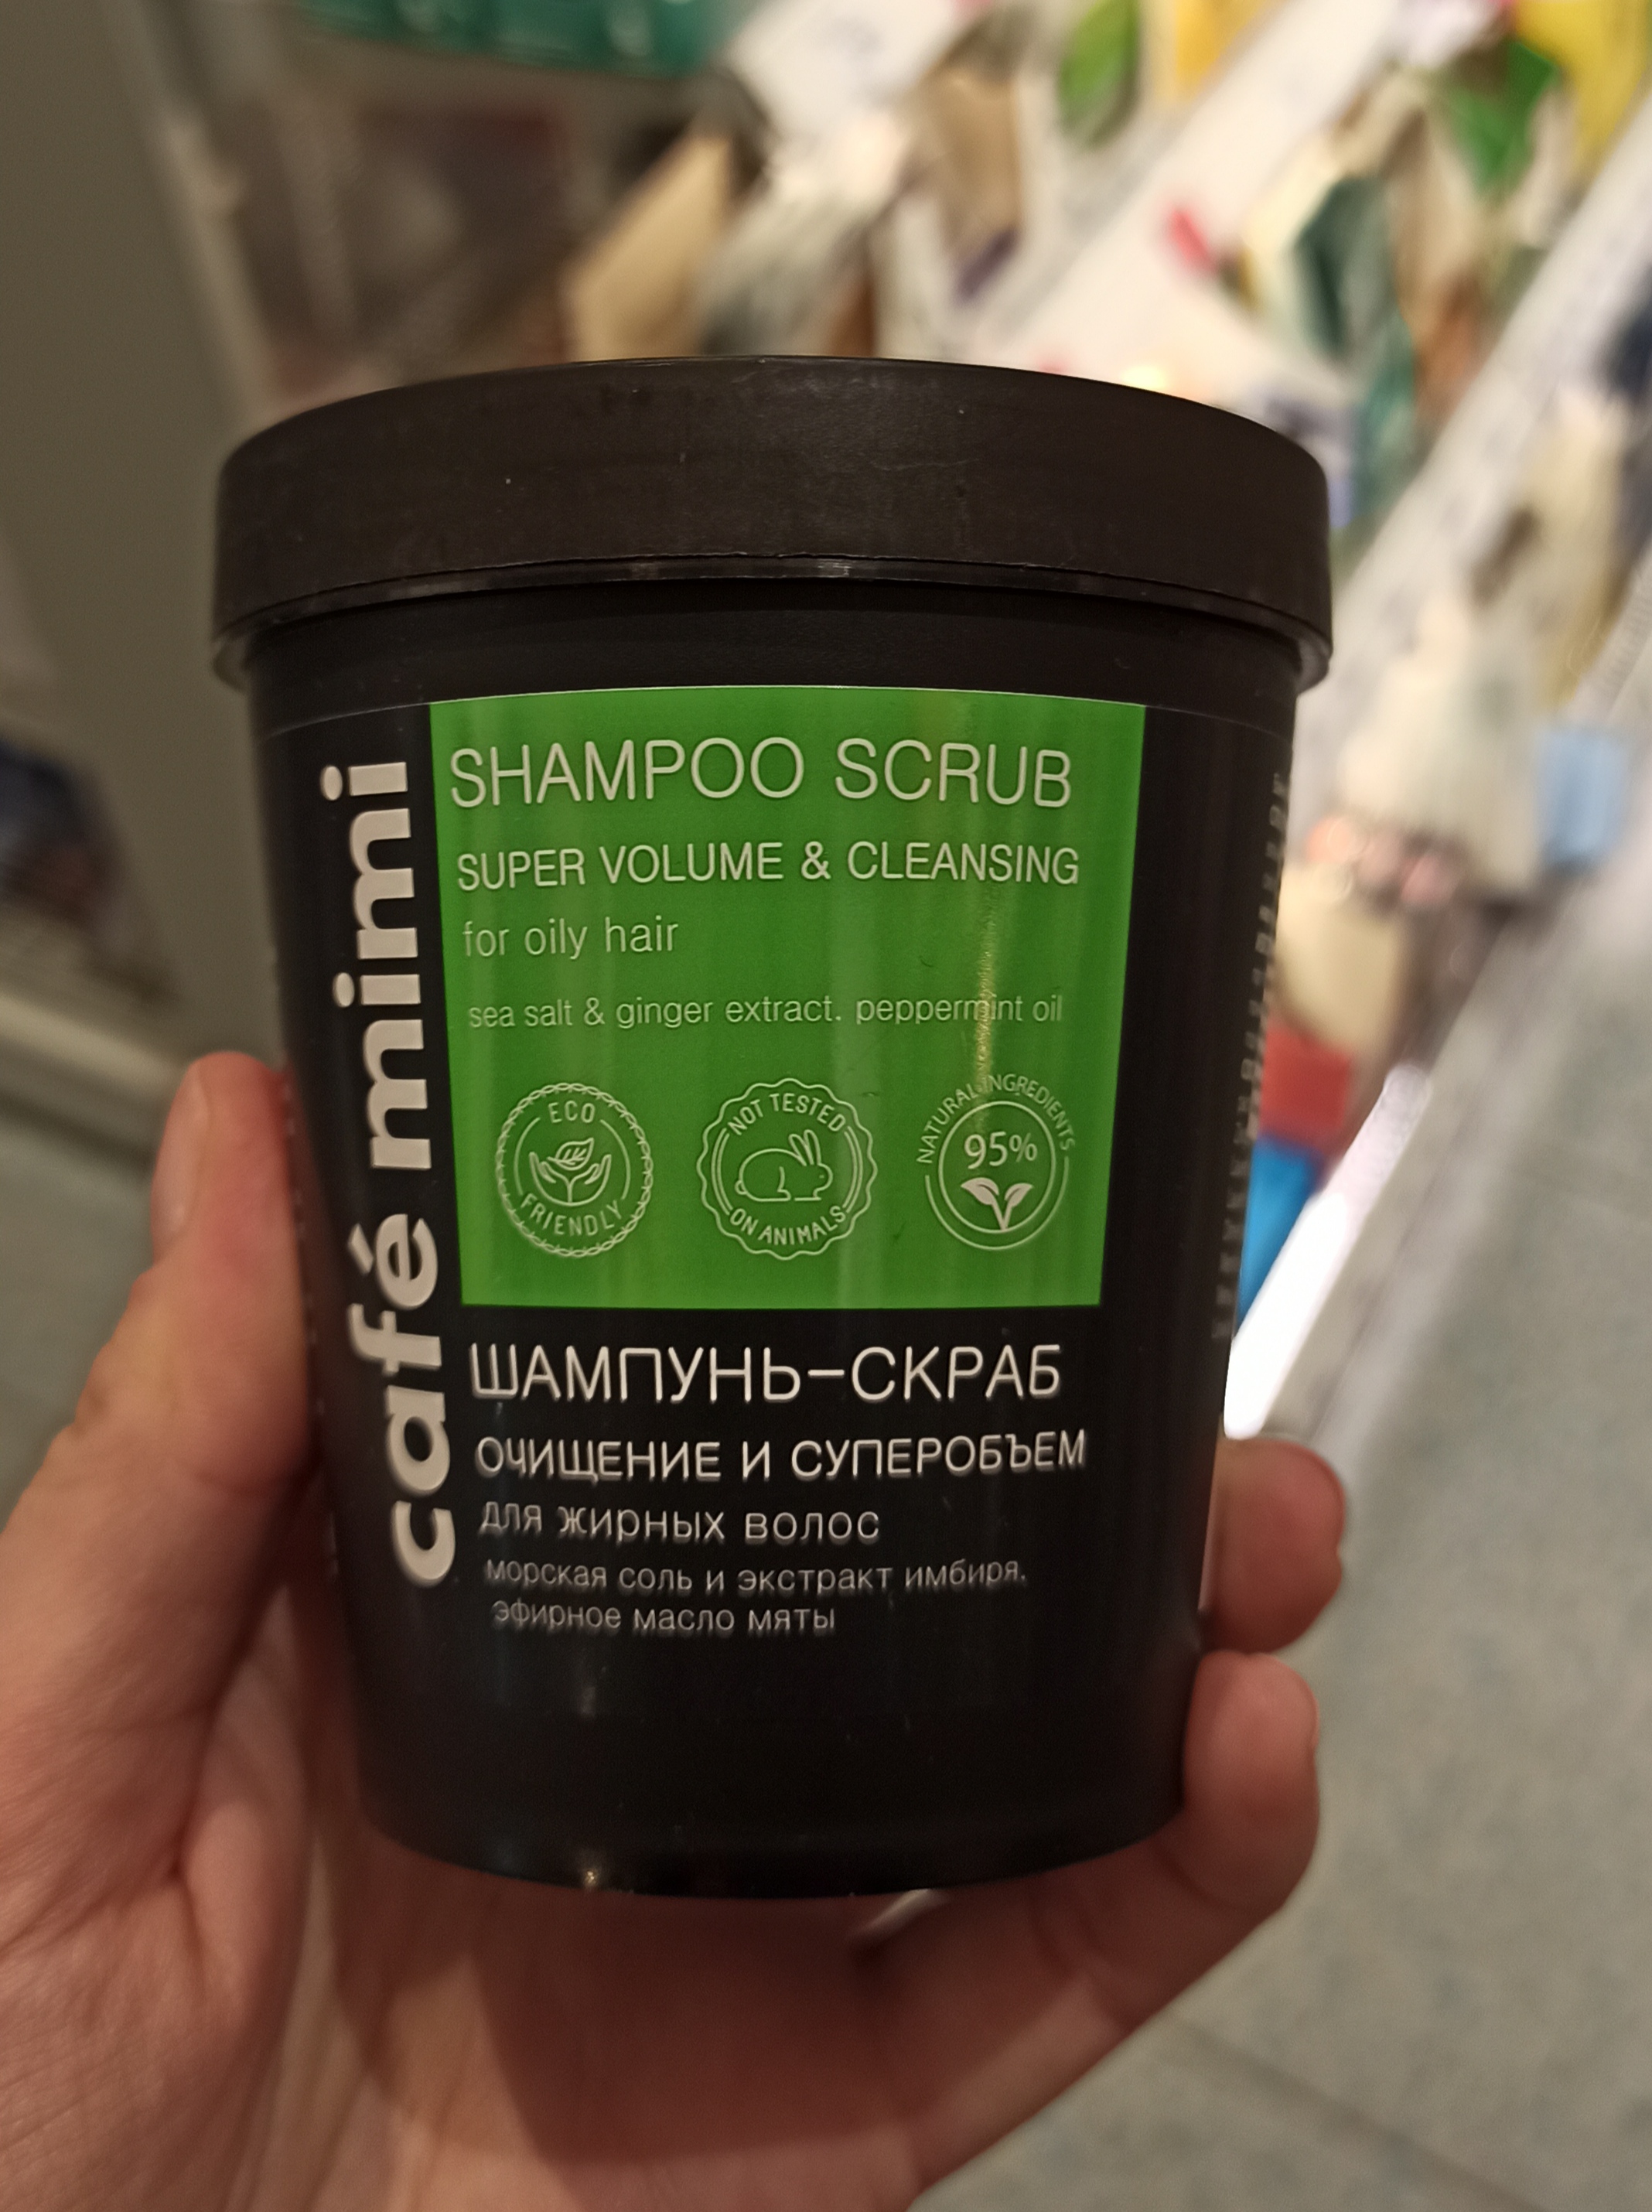 café mimi
SHAMPOO SCRUB
SUPER VOLUME & CLEANSING
for oily hair
sea salt & ginger extract. peppermint oil
ECO
FRIENDLY
NOT TESTED
ON ANIMALS
NATURAL INGREDIENTS
95%
ШАМПУНЬ-СКРАБ
ОЧИЩЕНИЕ И СУПЕРОБЪЕМ
для жирных волос
морская соль и экстракт имбиря.
эфирное масло мяты